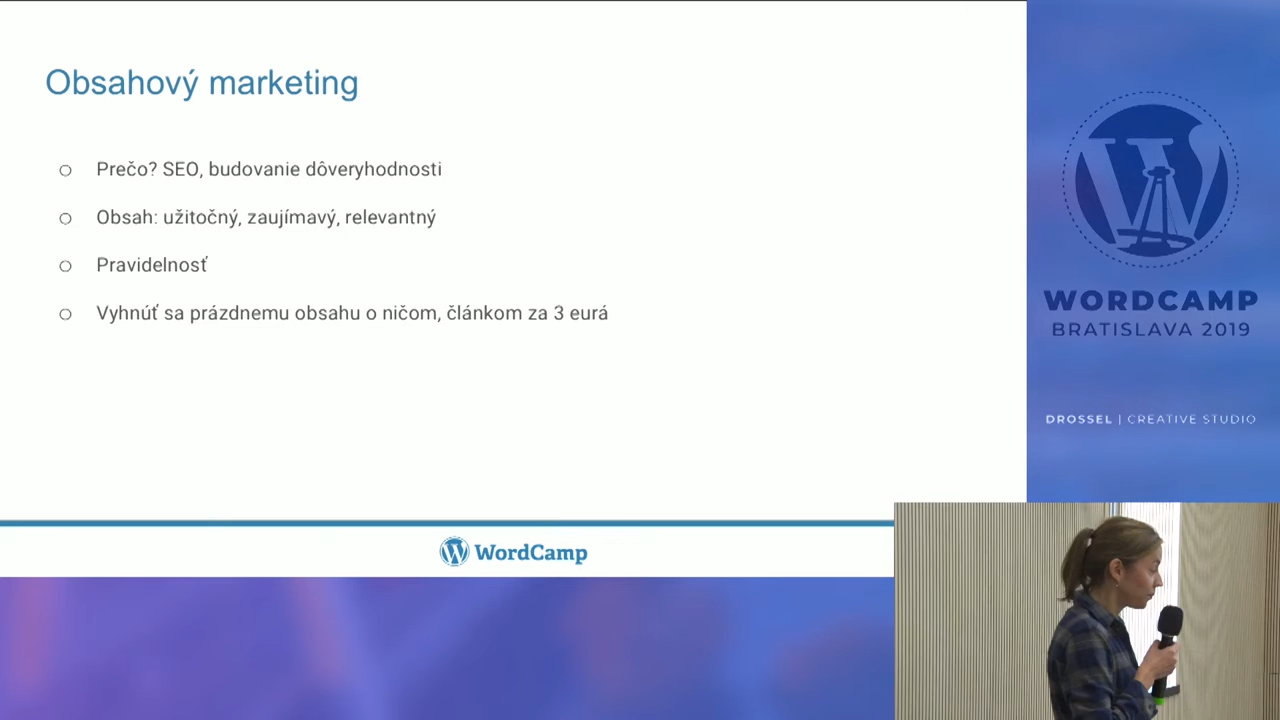 Obsahový marketing
Prečo? SEO, budovanie dôveryhodnosti
Obsah: užitočný, zaujímavý, relevantný
Pravidelnosť
Vyhnúť sa prázdnemu obsahu o ničom, článkom za 3 eurá
WordCamp
WORDCAMP
BRATISLAVA 2019
DROSSEL | CREATIVE STUDIO